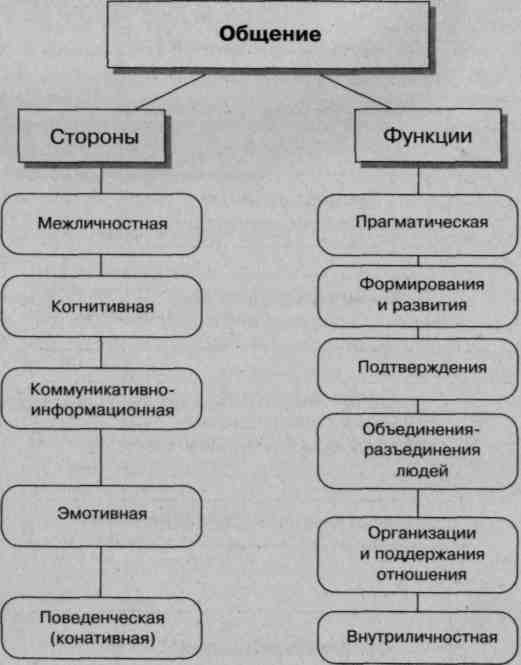 Общение
Стороны
Функции
Межличностная
Когнитивная
Коммуникативно-
информационная
Эмотивная
Поведенческая
(конативная)
Прагматическая
Формирования
и развития
Подтверждения
Объединения-
разъединения
людей
Организации
и поддержания
отношения
Внутриличностная